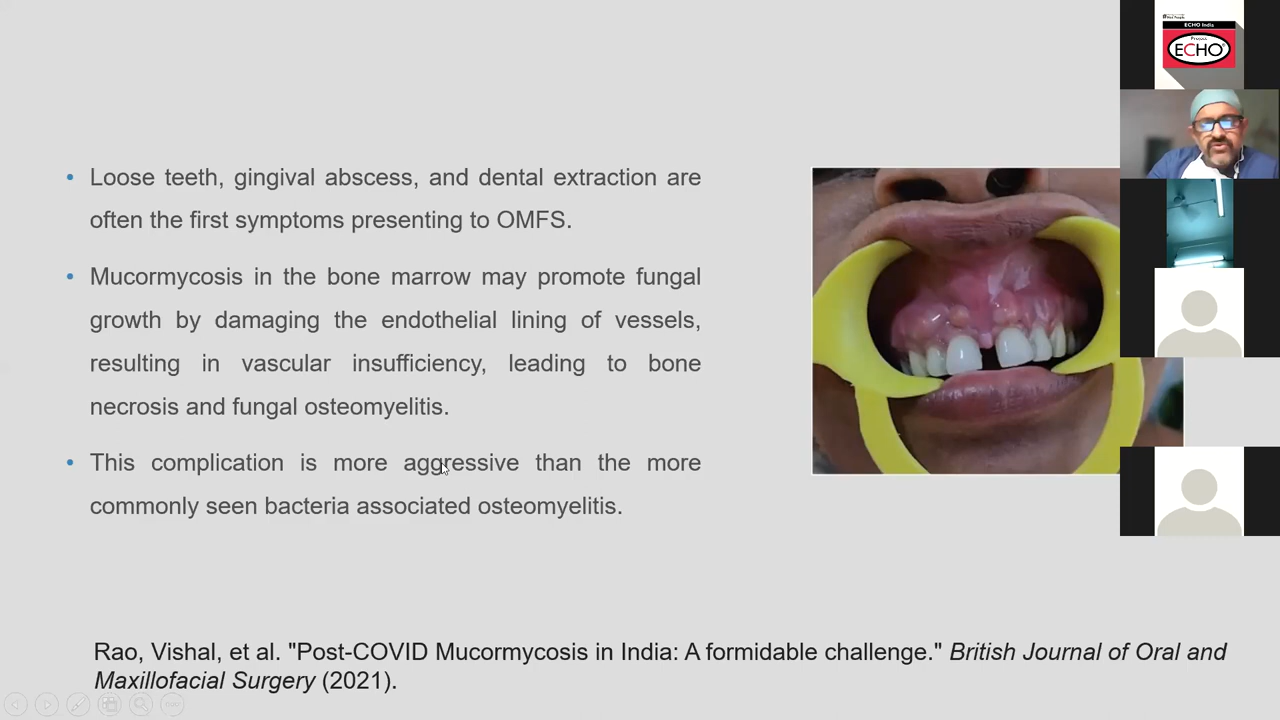 Loose teeth, gingival abscess, and dental extraction are
often the first symptoms presenting to OMFS.
Mucormycosis in the bone marrow may promote fungal
growth by damaging the endothelial lining of vessels,
resulting in vascular insufficiency, leading to bone
necrosis and fungal osteomyelitis.
This complication is more aggressive than the more
commonly seen bacteria associated osteomyelitis.
Rao, Vishal, et al. "Post-COVID Mucormycosis in India: A formidable challenge." British Journal of Oral and
Maxillofacial Surgery (2021).
ECHO India
Project
ECHO